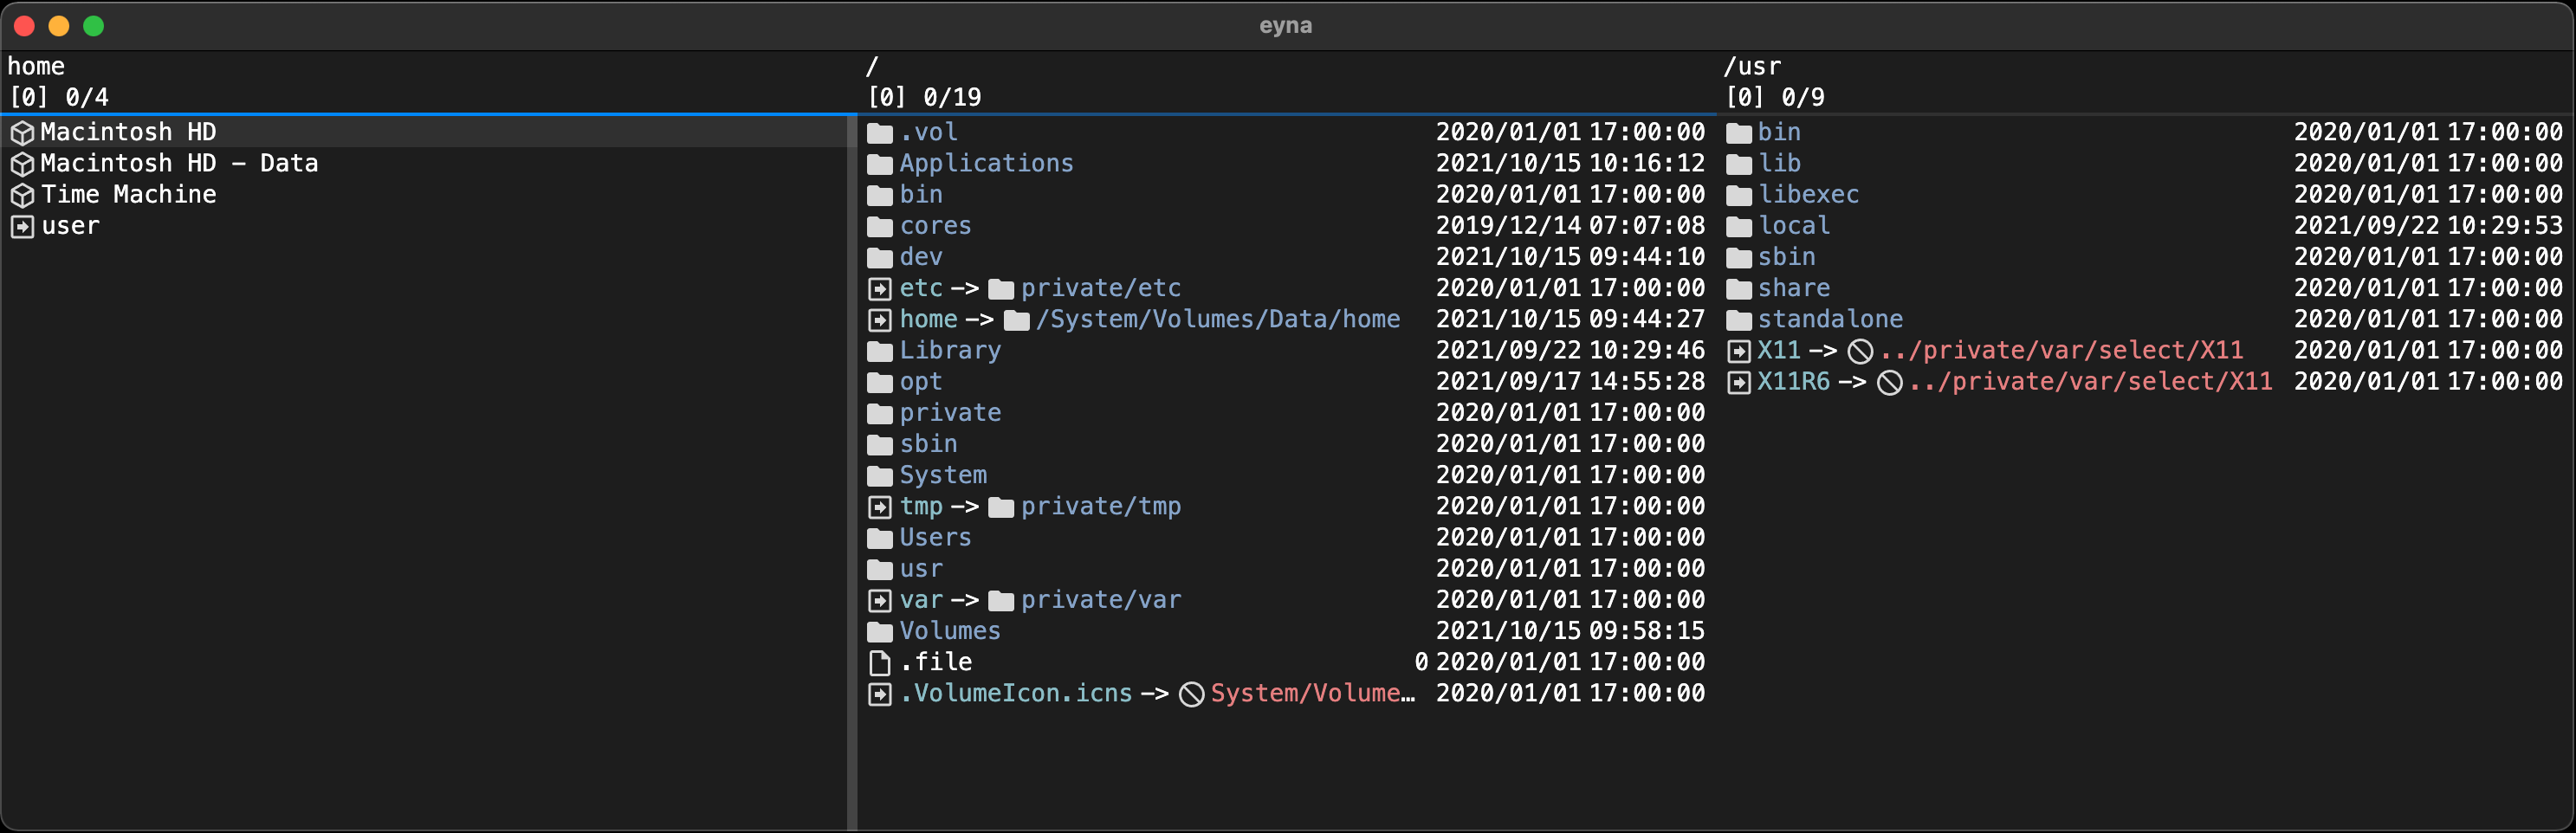 eyna
home
[0] 0/4
Macintosh HD
Macintosh HD - Data
Time Machine
user
/
[0] 0/19
.vol 2020/01/01 17:00:00
Applications 2021/10/15 10:16:12
bin 2020/01/01 17:00:00
cores 2019/12/14 07:07:08
dev 2021/10/15 09:44:10
etc -> private/etc 2020/01/01 17:00:00
home -> /System/Volumes/Data/home 2021/10/15 09:44:27
Library 2021/09/22 10:29:46
opt 2021/09/17 14:55:28
private 2020/01/01 17:00:00
sbin 2020/01/01 17:00:00
System 2020/01/01 17:00:00
tmp -> private/tmp 2020/01/01 17:00:00
Users 2020/01/01 17:00:00
usr 2020/01/01 17:00:00
var -> private/var 2020/01/01 17:00:00
Volumes 2021/10/15 09:58:15
.file 0 2020/01/01 17:00:00
.VolumeIcon.icns -> System/Volume… 2020/01/01 17:00:00
/usr
[0] 0/9
bin 2020/01/01 17:00:00
lib 2020/01/01 17:00:00
libexec 2020/01/01 17:00:00
local 2021/09/22 10:29:53
sbin 2020/01/01 17:00:00
share 2020/01/01 17:00:00
standalone 2020/01/01 17:00:00
X11 -> ../private/var/select/X11 2020/01/01 17:00:00
X11R6 -> ../private/var/select/X11 2020/01/01 17:00:00